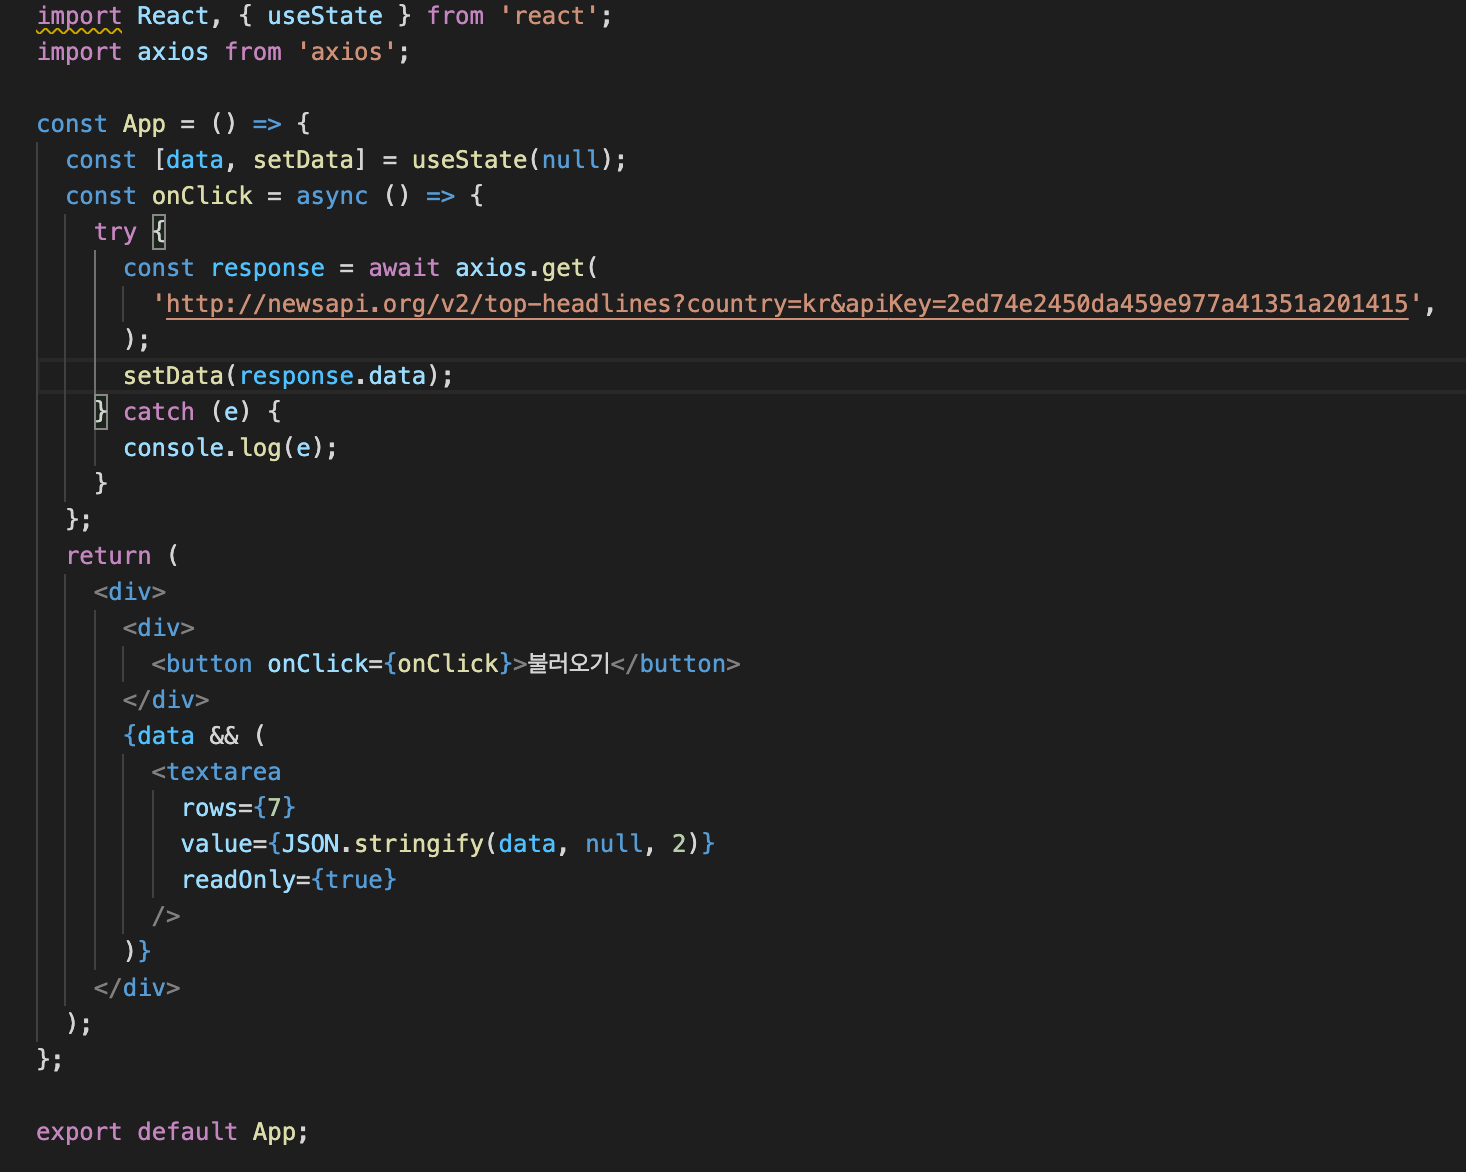 import React, { useState } from 'react';
import axios from 'axios';

const App = () => {
  const [data, setData] = useState(null);
  const onClick = async () => {
    try {
      const response = await axios.get(
        'http://newsapi.org/v2/top-headlines?country=kr&apiKey=2ed74e2450da459e977a41351a201415',
      );
      setData(response.data);
    } catch (e) {
      console.log(e);
    }
  };
  return (
    <div>
      <div>
        <button onClick={onClick}>불러오기</button>
      </div>
      {data && (
        <textarea
          rows={7}
          value={JSON.stringify(data, null, 2)}
          readOnly={true}
        />
      )}
    </div>
  );
};

export default App;